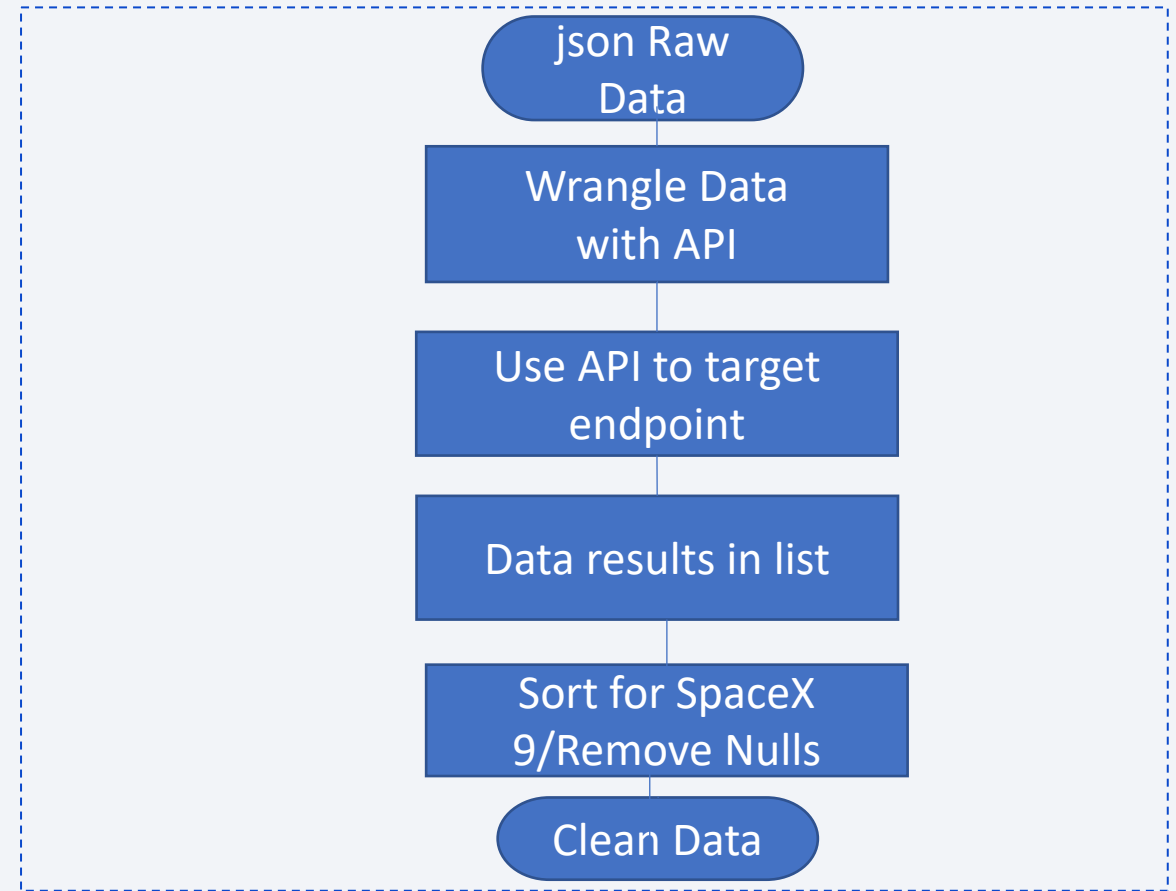 json Raw
Data
Wrangle Data
with API
Use API to target
endpoint
Data results in list
Sort for SpaceX
9/Remove Nulls
Clean Data